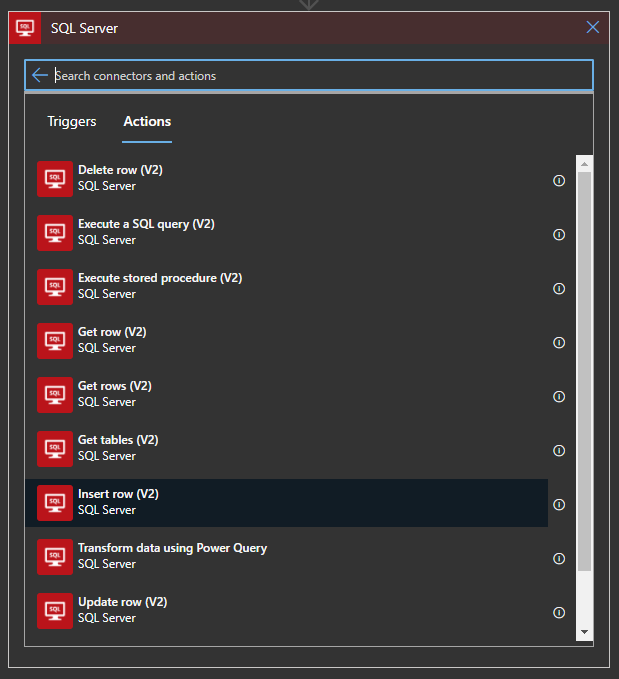 SQL Server
Search connectors and actions
Triggers
Actions
SQL
Delete row (V2)
SQL Server
SQL
Execute a SQL query (V2)
SQL Server
SQL
Execute stored procedure (V2)
SQL Server
SQL
Get row (V2)
SQL Server
SQL
Get rows (V2)
SQL Server
SQL
Get tables (V2)
SQL Server
SQL
Insert row (V2)
SQL Server
SQL
Transform data using Power Query
SQL Server
SQL
Update row (V2)
SQL Server